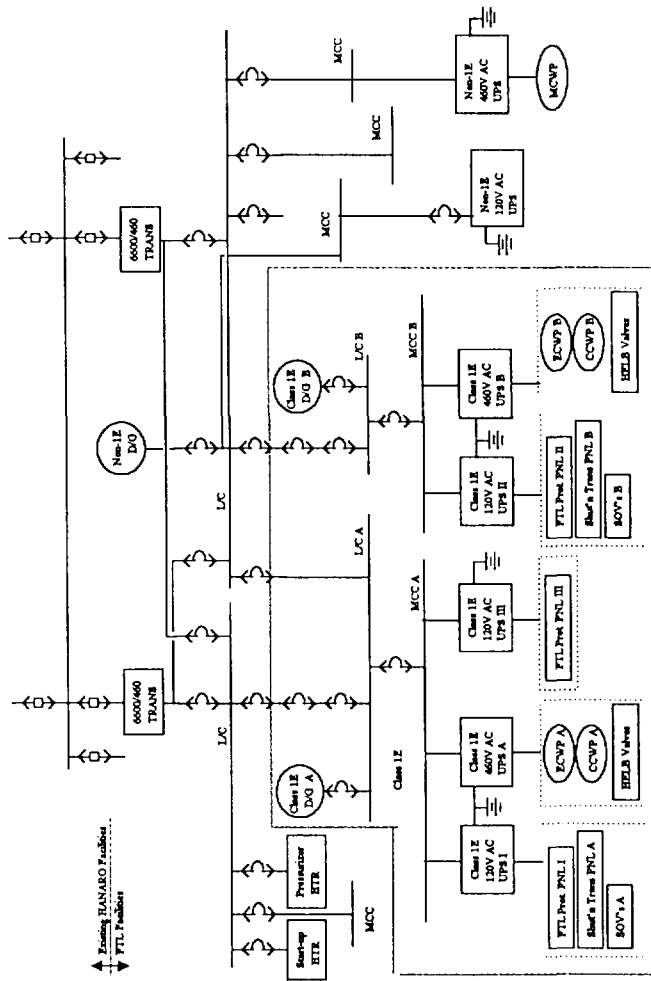 Existing HANARO Facilities
FTL Facilities
6600/460
TRANS
6600/460
TRANS
Non-1E
D/G
L/C
L/C
Start-up
HTR
Pressurizer
HTR
MCC
MCC
MCC
MCC
Class 1E
D/G A
Class 1E
D/G B
L/C A
L/C B
Class 1E
MCC A
MCC B
Class 1E
120V AC
UPS I
Class 1E
460V AC
UPS A
Class 1E
120V AC
UPS III
Class 1E
120V AC
UPS II
Class 1E
460V AC
UPS B
Non-1E
120V AC
UPS
Non-1E
460V AC
UPS
MCWP
FTL Prot PNL I
Shut'n Trans PNL A
SOV's A
ECWP A
CCWP A
HELB Valves
FTL Prot PNL III
FTL Prot PNL II
Shut'n Trans PNL B
SOV's B
ECWP B
CCWP B
HELB Valves